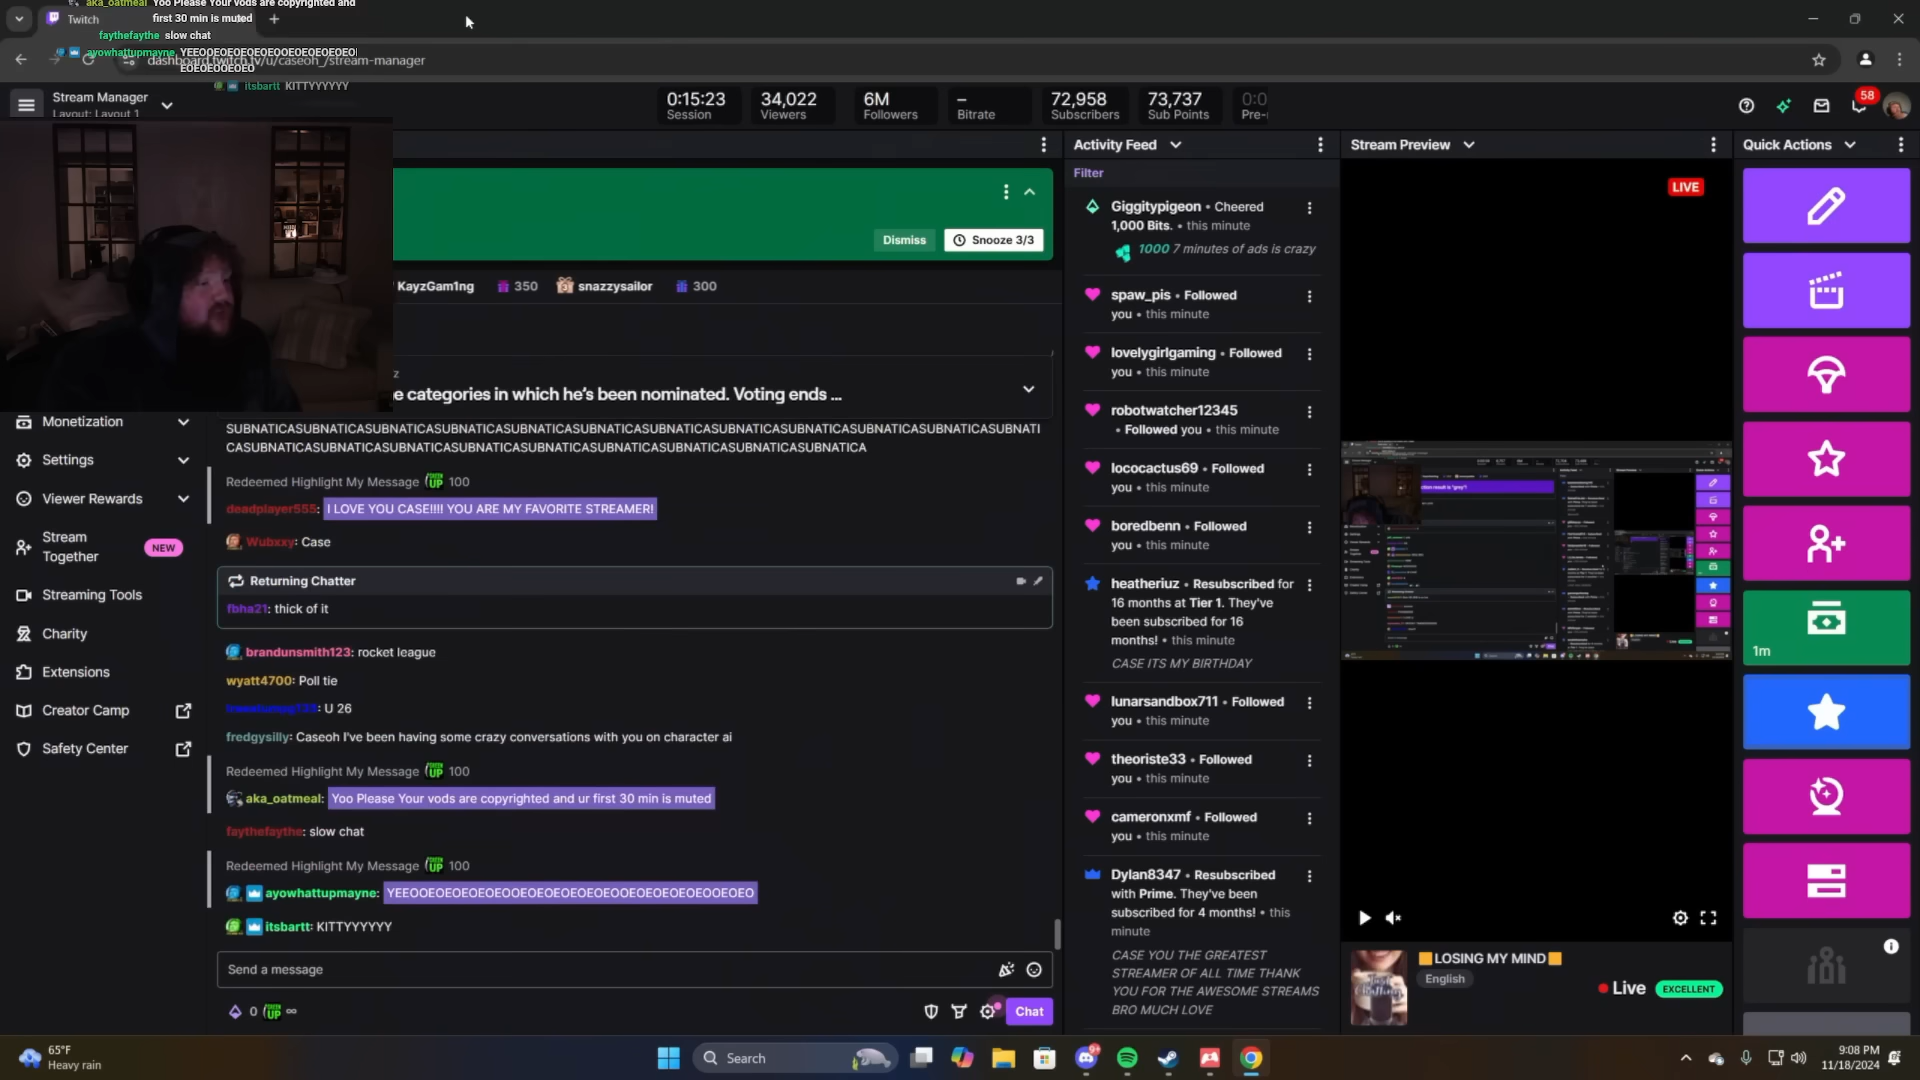 aka_oatmeal Yoo Please Your vods are copyrighted and
first 30 min is muted
faythefaythe slow chat
ayowhattupmayne YEEOOEOEOEOEOEOOEOEOEOEOEOEOI
EOEOEOOEOEO
itsbartt KITTYYYYYY
Twitch
dashboard.twitch.tv/u/caseoh_/stream-manager
Stream Manager
Layout: Layout 1
0:15:23
Session
34,022
Viewers
6M
Followers
–
Bitrate
72,958
Subscribers
73,737
Sub Points
0:0
Pre-
58
Dismiss
Snooze 3/3
KayzGam1ng 350 snazzysailor 300
e categories in which he's been nominated. Voting ends ...
SUBNATICASUBNATICASUBNATICASUBNATICASUBNATICASUBNATICASUBNATICASUBNATICASUBNATICASUBNATICASUBNATI
CASUBNATICASUBNATICASUBNATICASUBNATICASUBNATICASUBNATICASUBNATICASUBNATICA
Redeemed Highlight My Message 100
deadplayer555: I LOVE YOU CASE!!!! YOU ARE MY FAVORITE STREAMER!
Wubxxy: Case
Returning Chatter
fbha21: thick of it
brandunsmith123: rocket league
wyatt4700: Poll tie
: U 26
fredgysilly: Caseoh I've been having some crazy conversations with you on character ai
Redeemed Highlight My Message 100
aka_oatmeal: Yoo Please Your vods are copyrighted and ur first 30 min is muted
faythefaythe: slow chat
Redeemed Highlight My Message 100
ayowhattupmayne: YEEOOEOEOEOEOEOOEOEOEOEOEOEOOEOEOEOEOEOEOOEOEO
itsbartt: KITTYYYYYY
Send a message
0
Chat
Monetization
Settings
Viewer Rewards
Stream
Together
NEW
Streaming Tools
Charity
Extensions
Creator Camp
Safety Center
Activity Feed
Filter
Giggitypigeon • Cheered
1,000 Bits. • this minute
1000 7 minutes of ads is crazy
spaw_pis • Followed
you • this minute
lovelygirlgaming • Followed
you • this minute
robotwatcher12345
• Followed you • this minute
lococactus69 • Followed
you • this minute
boredbenn • Followed
you • this minute
heatheriuz • Resubscribed for
16 months at Tier 1. They've
been subscribed for 16
months! • this minute
CASE ITS MY BIRTHDAY
lunarsandbox711 • Followed
you • this minute
theoriste33 • Followed
you • this minute
cameronxmf • Followed
you • this minute
Dylan8347 • Resubscribed
with Prime. They've been
subscribed for 4 months! • this
minute
CASE YOU THE GREATEST
STREAMER OF ALL TIME THANK
YOU FOR THE AWESOME STREAMS
BRO MUCH LOVE
Stream Preview
LIVE
LOSING MY MIND
English
Live
EXCELLENT
Quick Actions
1m
65°F
Heavy rain
Search
9:08 PM
11/18/2024